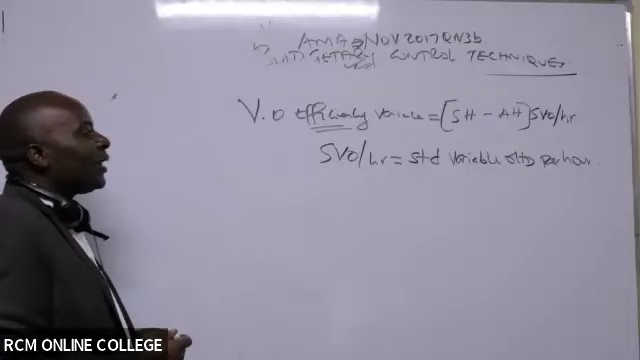 AMA NOV 2017 QN3b
CONTROL TECHNIQUES
V.O Efficiency Variance = [SH - AH] SVO/hr
SVO/hr = Std Variable OHD per hour.
RCM ONLINE COLLEGE